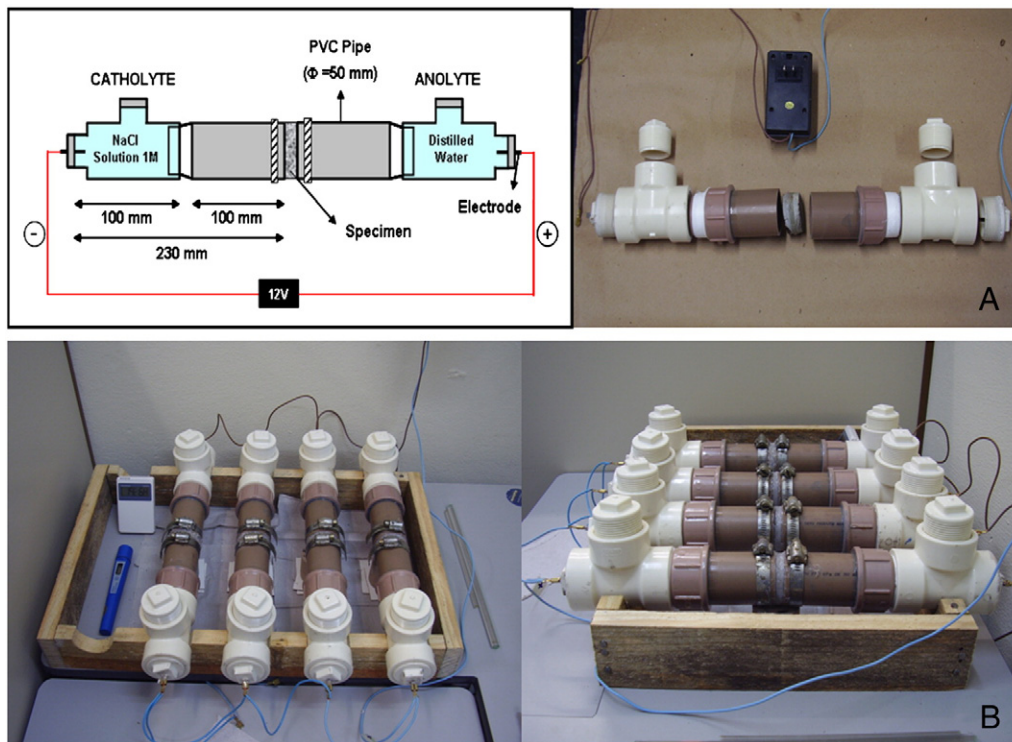 PVC Pipe
(Φ =50 mm)
CATHOLYTE
ANOLYTE
NaCl
Solution 1M
Distilled
Water
Electrode
100 mm
100 mm
Specimen
230 mm
-
+
12V
A
B